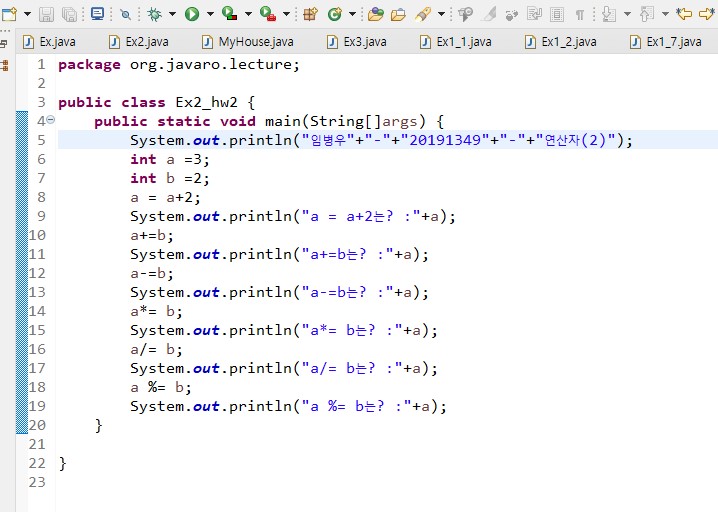 Ex.java Ex2.java MyHouse.java Ex3.java Ex1_1.java Ex1_2.java Ex1_7.java
1 package org.javaro.lecture;
2
3 public class Ex2_hw2 {
4 public static void main(String[]args) {
5 System.out.println("임병우"+"-"+"20191349"+"-"+"연산자(2)");
6 int a =3;
7 int b =2;
8 a = a+2;
9 System.out.println("a = a+2는? :"+a);
10 a+=b;
11 System.out.println("a+=b는? :"+a);
12 a-=b;
13 System.out.println("a-=b는? :"+a);
14 a*= b;
15 System.out.println("a*= b는? :"+a);
16 a/= b;
17 System.out.println("a/= b는? :"+a);
18 a %= b;
19 System.out.println("a %= b는? :"+a);
20 }
21
22 }
23